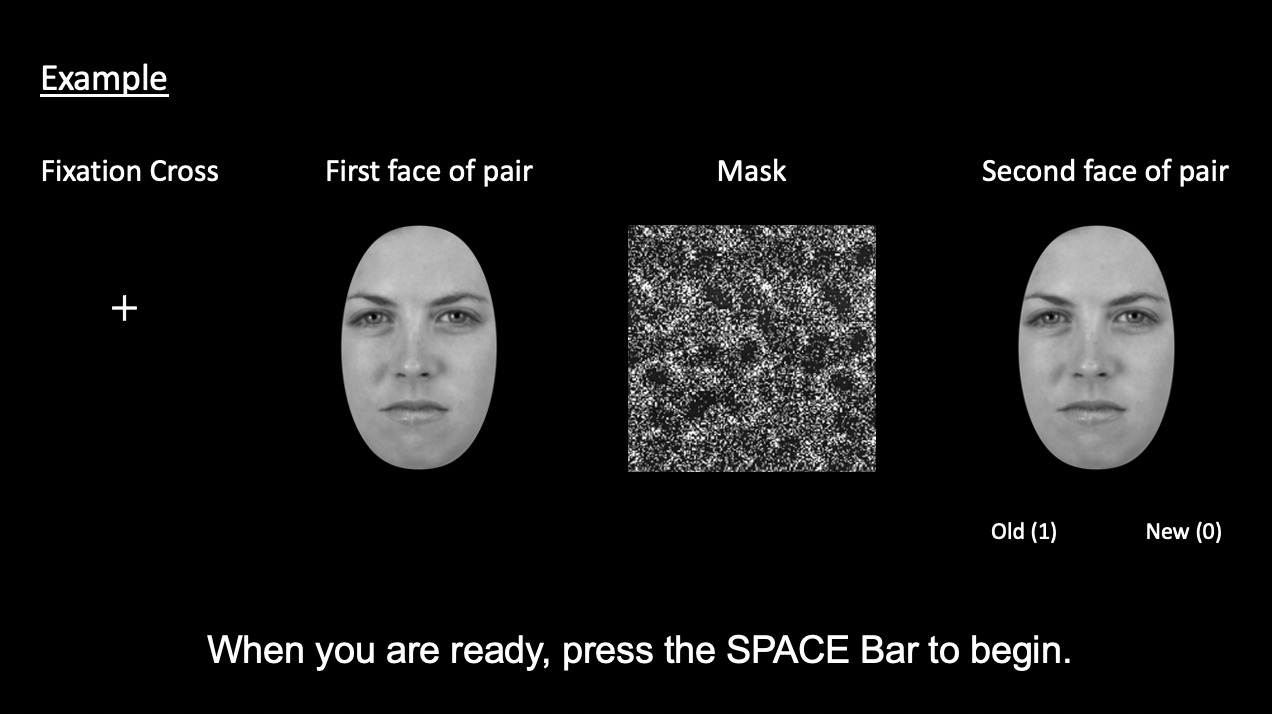 Example
Fixation Cross First face of pair Mask Second face of pair
Old (1) New (0)
When you are ready, press the SPACE Bar to begin.